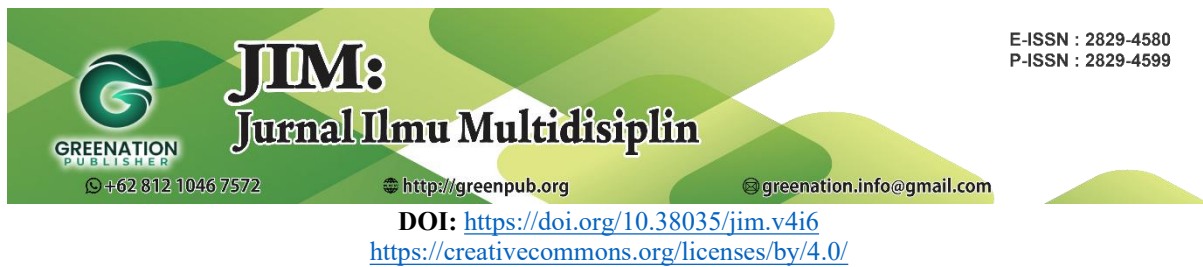 E-ISSN : 2829-4580
P-ISSN : 2829-4599
JIM:
Jurnal Ilmu Multidisiplin
G
GREENATION
PUBLISHER
+62 812 1046 7572
http://greenpub.org
greenation.info@gmail.com
DOI: https://doi.org/10.38035/jim.v4i6
https://creativecommons.org/licenses/by/4.0/